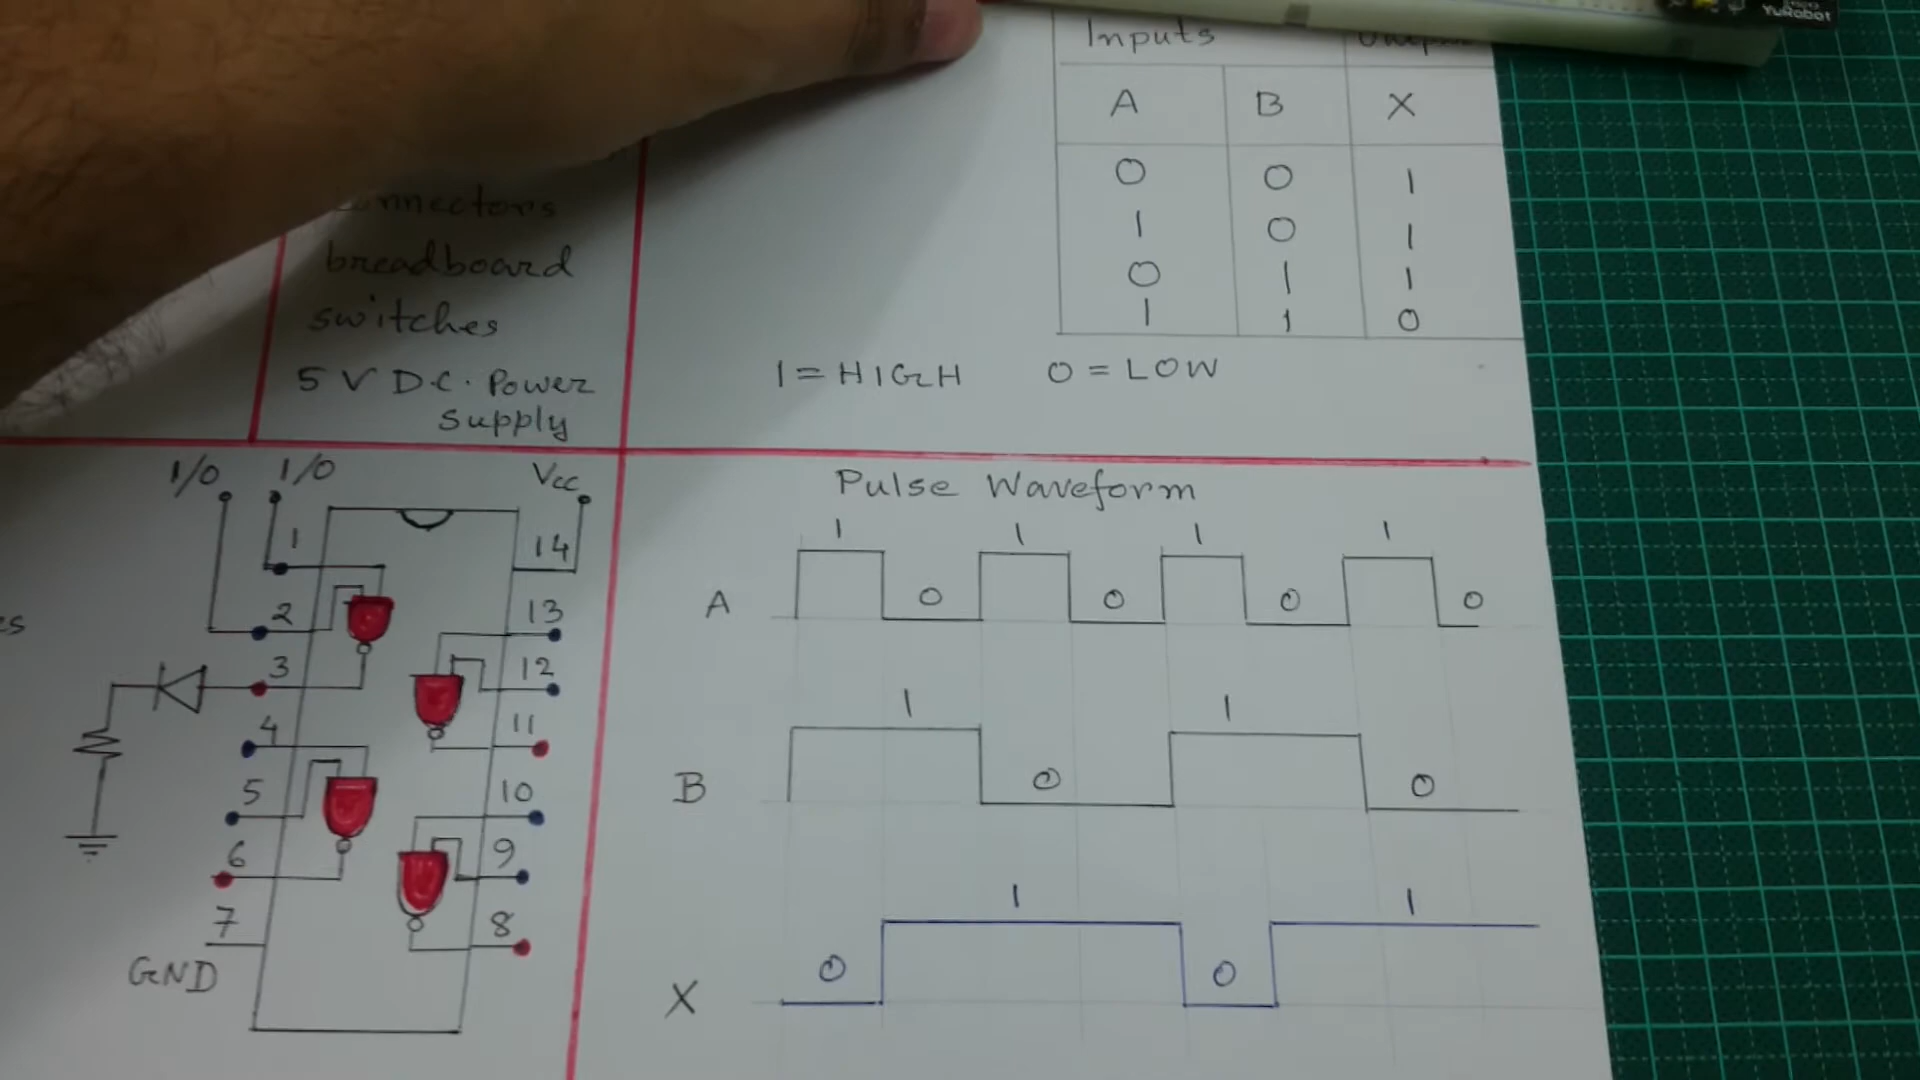 YuRobot
Inputs Output
A B X
0 0 1
1 0 1
0 1 1
1 1 0
1 = HIGH 0 = LOW
connectors
breadboard
switches
5 V D.C. Power
Supply
1/0 1/0 Vcc
1 14
2 13
3 12
4 11
5 10
6 9
7 8
GND
Pulse Waveform
1 1 1 1
A 0 0 0 0
1 1
B 0 0
1 1
X 0 0